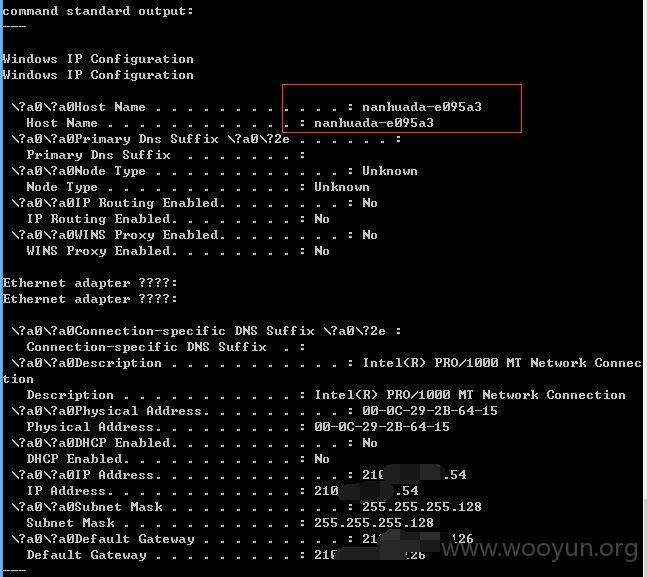 command standard output:
---
Windows IP Configuration
Windows IP Configuration
\?a0\?a0Host Name . . . . . . . . . . . . : nanhuada-e095a3
Host Name . . . . . . . . . . . . : nanhuada-e095a3
\?a0\?a0Primary Dns Suffix \?a0\?2e . . . . . . :
Primary Dns Suffix  . . . . . . . :
\?a0\?a0Node Type . . . . . . . . . . . . : Unknown
Node Type . . . . . . . . . . . . : Unknown
\?a0\?a0IP Routing Enabled. . . . . . . . : No
IP Routing Enabled. . . . . . . . : No
\?a0\?a0WINS Proxy Enabled. . . . . . . . : No
WINS Proxy Enabled. . . . . . . . : No
Ethernet adapter ????:
Ethernet adapter ????:
\?a0\?a0Connection-specific DNS Suffix \?a0\?2e :
Connection-specific DNS Suffix  . :
\?a0\?a0Description . . . . . . . . . . . : Intel(R) PRO/1000 MT Network Connec
tion
Description . . . . . . . . . . . : Intel(R) PRO/1000 MT Network Connection
\?a0\?a0Physical Address. . . . . . . . . : 00-0C-29-2B-64-15
Physical Address. . . . . . . . . : 00-0C-29-2B-64-15
\?a0\?a0DHCP Enabled. . . . . . . . . . . : No
DHCP Enabled. . . . . . . . . . . : No
\?a0\?a0IP Address. . . . . . . . . . . . : 210 .54
IP Address. . . . . . . . . . . . : 210 .54
\?a0\?a0Subnet Mask . . . . . . . . . . . : 255.255.255.128
Subnet Mask . . . . . . . . . . . : 255.255.255.128
\?a0\?a0Default Gateway . . . . . . . . . : 21 126
Default Gateway . . . . . . . . . : 21 126
---
www.wooyun.org